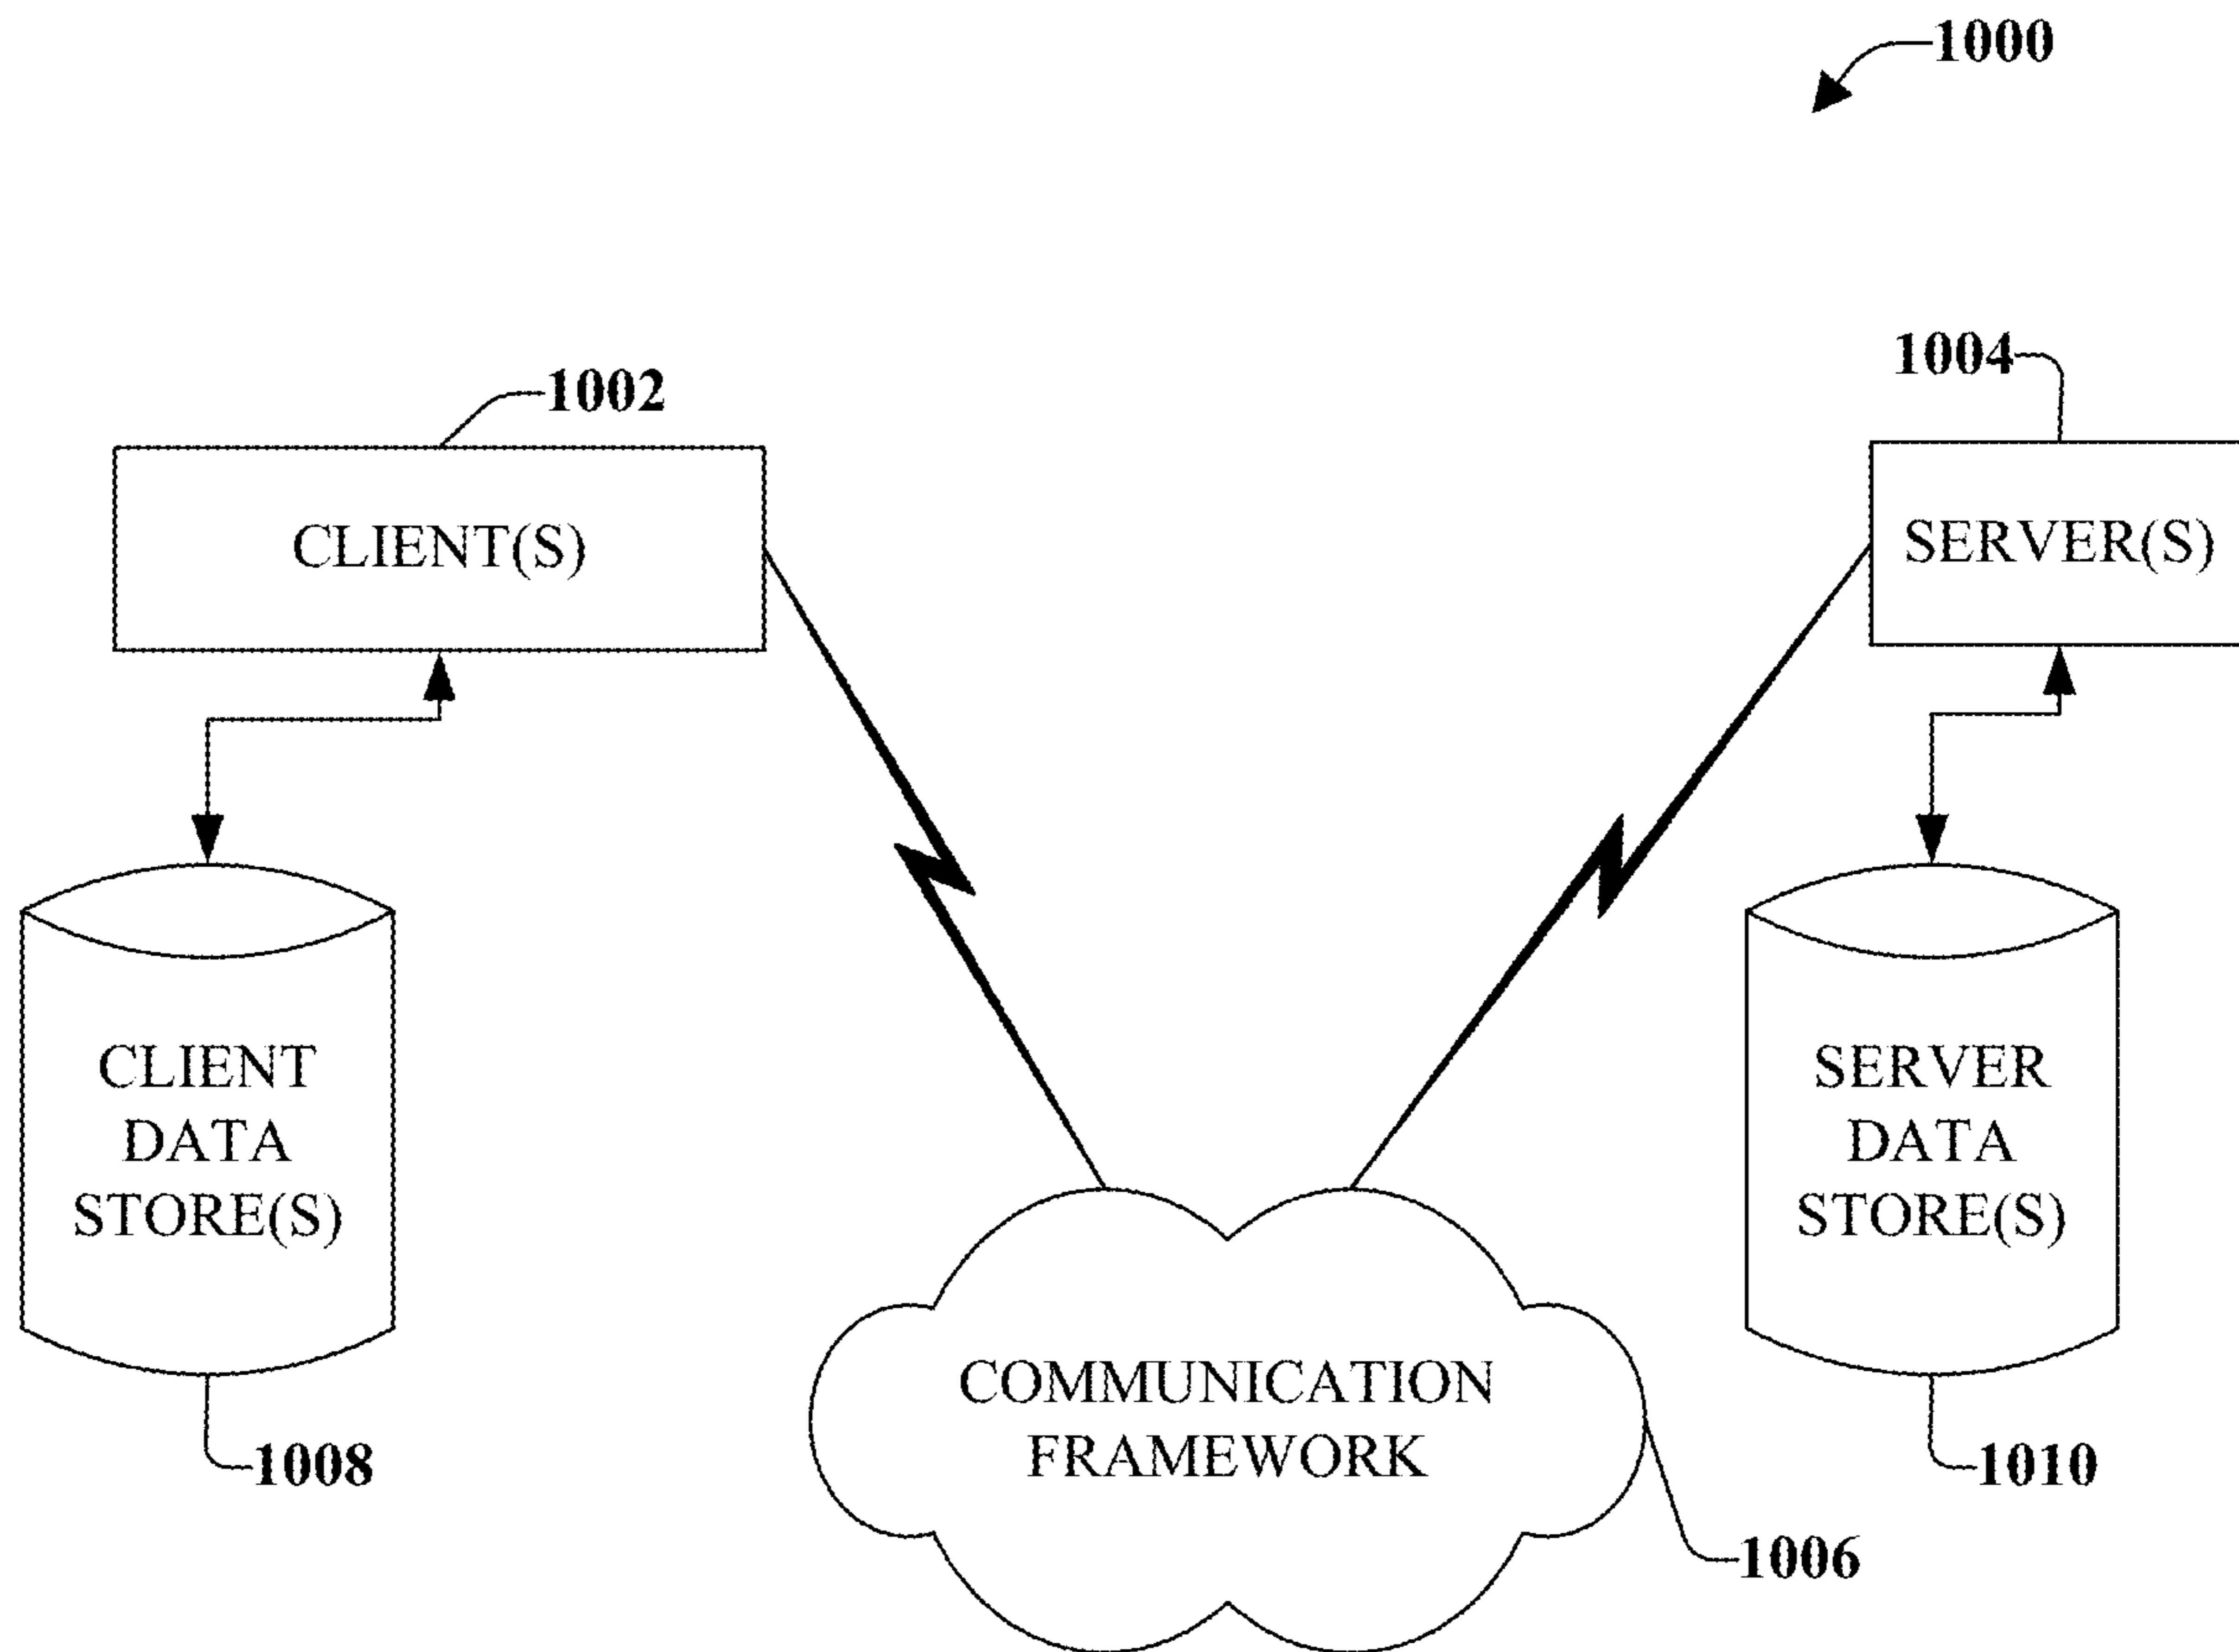 1000
1002
1004
CLIENT(S)
SERVER(S)
CLIENT
DATA
STORE(S)
SERVER
DATA
STORE(S)
COMMUNICATION
FRAMEWORK
1008
1010
1006